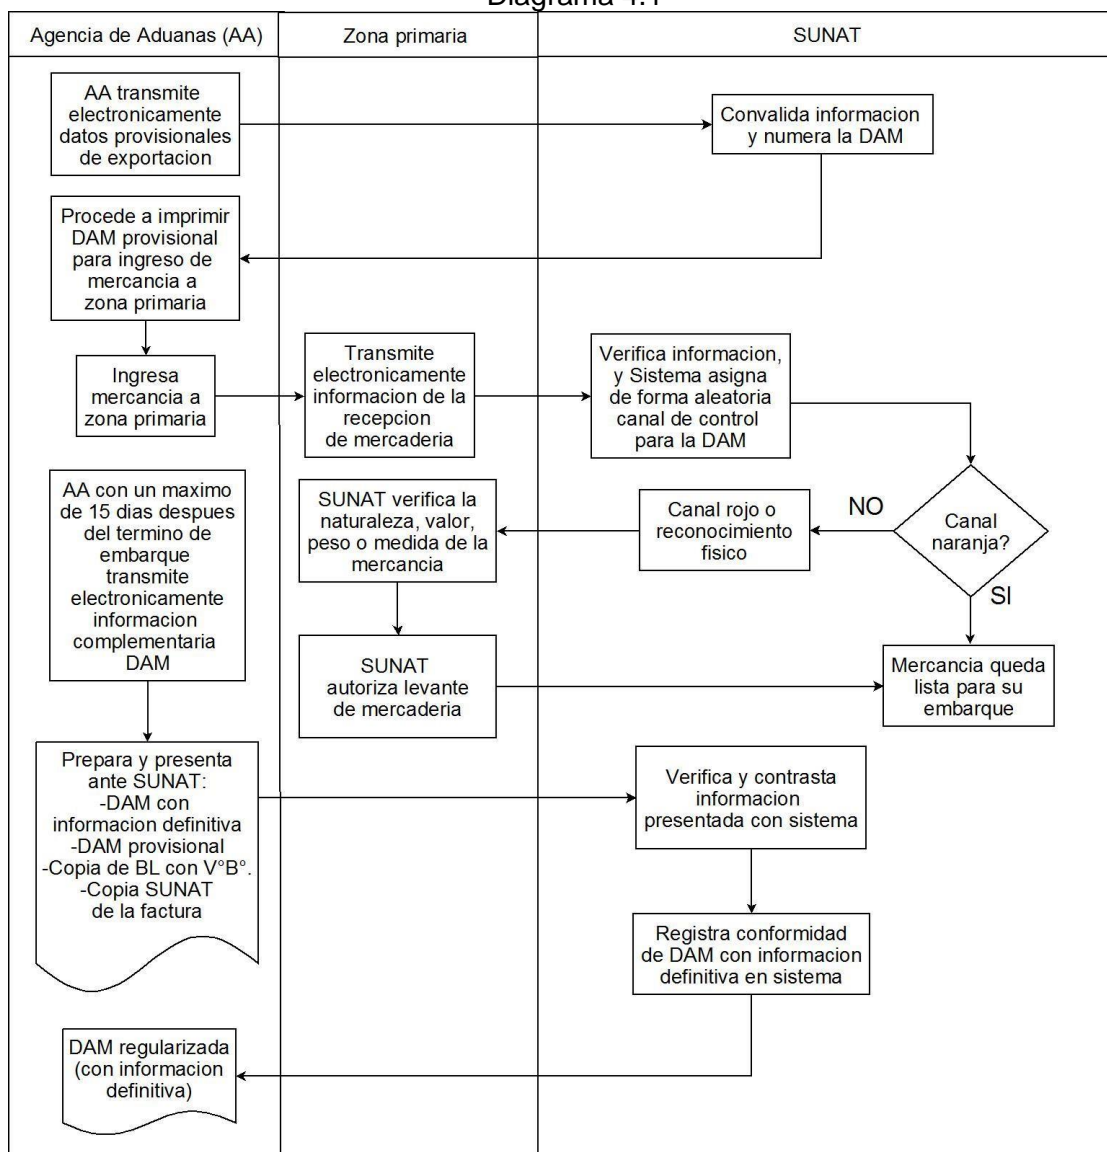 Diagrama 4.1
Agencia de Aduanas (AA)
Zona primaria
SUNAT
AA transmite
electronicamente
datos provisionales
de exportacion
Convalida informacion
y numera la DAM
Procede a imprimir
DAM provisional
para ingreso de
mercancia a
zona primaria
Ingresa
mercancia a
zona primaria
Transmite
electronicamente
informacion de la
recepcion
de mercaderia
Verifica informacion,
y Sistema asigna
de forma aleatoria
canal de control
para la DAM
Canal
naranja?
NO
SI
Canal rojo o
reconocimiento
fisico
SUNAT verifica la
naturaleza, valor,
peso o medida de la
mercancia
SUNAT
autoriza levante
de mercaderia
Mercancia queda
lista para su
embarque
AA con un maximo
de 15 dias despues
del termino de
embarque
transmite
electronicamente
informacion
complementaria
DAM
Prepara y presenta
ante SUNAT:
-DAM con
informacion definitiva
-DAM provisional
-Copia de BL con V°B°.
-Copia SUNAT
de la factura
Verifica y contrasta
informacion
presentada con sistema
Registra conformidad
de DAM con informacion
definitiva en sistema
DAM regularizada
(con informacion
definitiva)